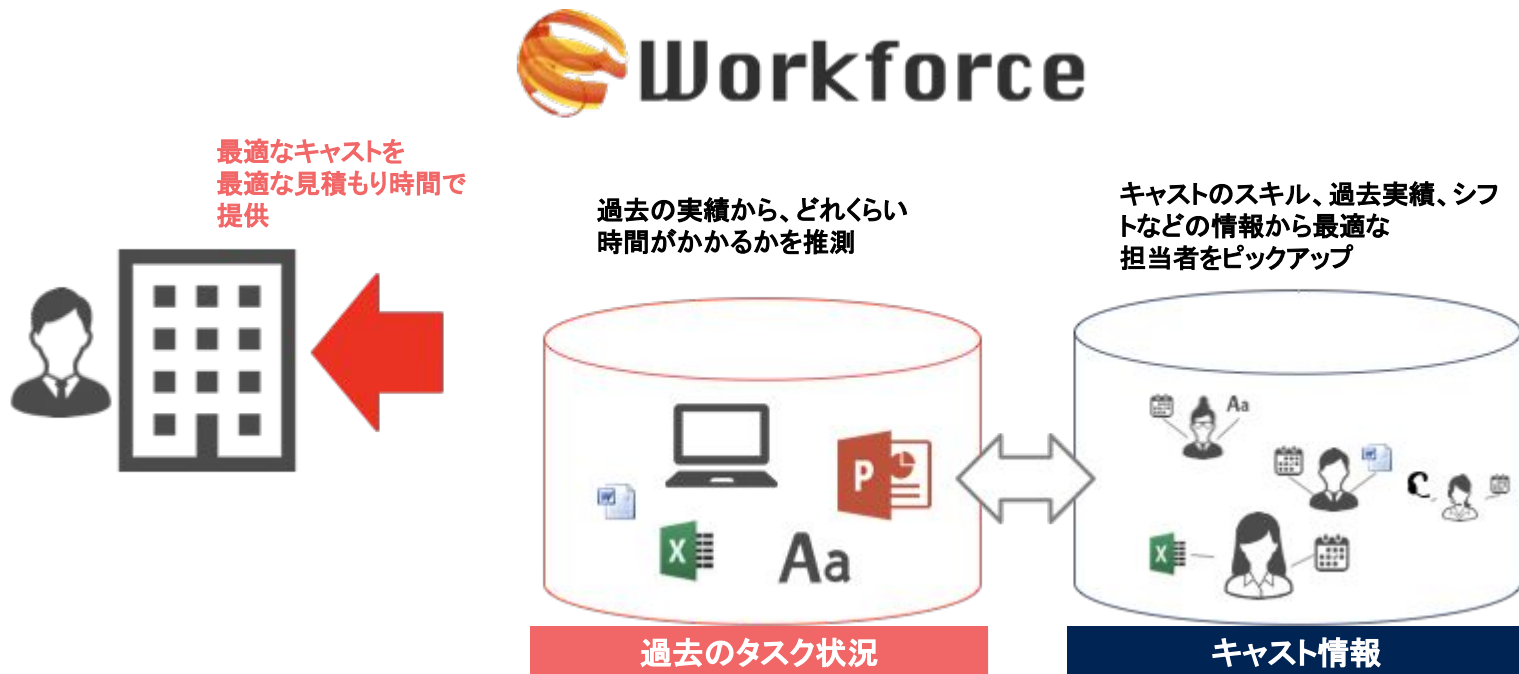 Workforce
最適なキャストを
最適な見積もり時間で
提供
過去の実績から、どれくらい
時間がかかるかを推測
キャストのスキル、過去実績、シフ
トなどの情報から最適な
担当者をピックアップ
Aa
W
P
X
Aa
Aa
W
X
過去のタスク状況
キャスト情報